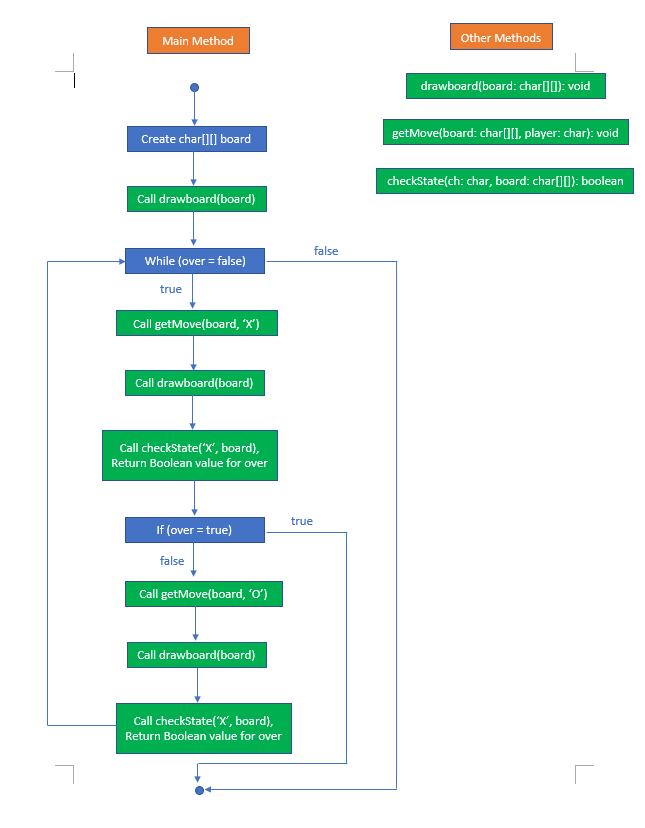 Main Method
Other Methods
drawboard(board: char[][]): void
getMove(board: char[][], player: char): void
checkState(ch: char, board: char[][]): boolean
Create char[][] board
Call drawboard(board)
While (over = false)
false
true
Call getMove(board, ‘X’)
Call drawboard(board)
Call checkState(‘X’, board),
Return Boolean value for over
If (over = true)
true
false
Call getMove(board, ‘O’)
Call drawboard(board)
Call checkState(‘X’, board),
Return Boolean value for over